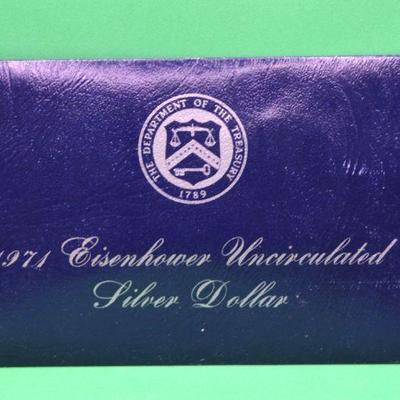 THE DEPARTMENT OF THE TREASURY
1789
1971 Eisenhower Uncirculated
Silver Dollar